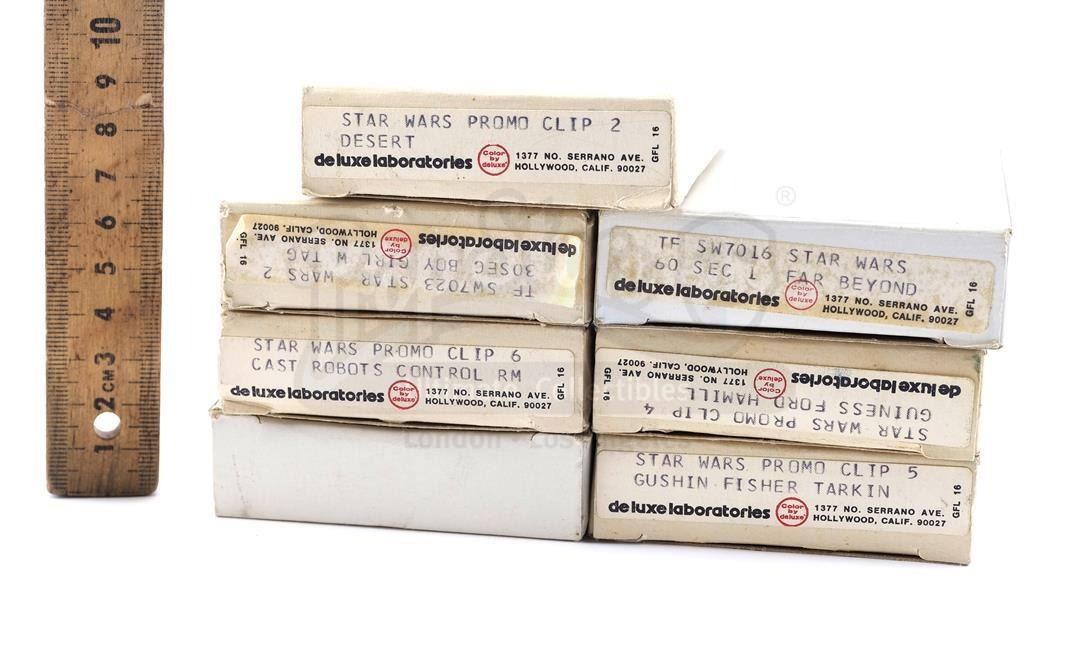 10
9
8
7
6
5
4
3
CM
2
1
STAR WARS PROMO CLIP 2
DESERT
deluxe laboratories
Color by deluxe
1377 NO. SERRANO AVE.
HOLLYWOOD, CALIF. 90027
GFL 16
TF SW7023 STAR WARS 2
30SEC BOY GIRL W TAG
deluxe laboratories
Color by deluxe
1377 NO. SERRANO AVE.
HOLLYWOOD, CALIF. 90027
GFL 16
TF SW7016 STAR WARS
60 SEC 1 FAR BEYOND
deluxe laboratories
Color by deluxe
1377 NO. SERRANO AVE.
HOLLYWOOD, CALIF. 90027
GFL 16
STAR WARS PROMO CLIP 6
CAST ROBOTS CONTROL RM
deluxe laboratories
Color by deluxe
1377 NO. SERRANO AVE.
HOLLYWOOD, CALIF. 90027
GFL 16
STAR WARS PROMO CLIP 4
GUINESS FORD HAMILL
deluxe laboratories
Color by deluxe
1377 NO. SERRANO AVE.
HOLLYWOOD, CALIF. 90027
GFL 16
STAR WARS PROMO CLIP 5
GUSHIN FISHER TARKIN
deluxe laboratories
Color by deluxe
1377 NO. SERRANO AVE.
HOLLYWOOD, CALIF. 90027
GFL 16